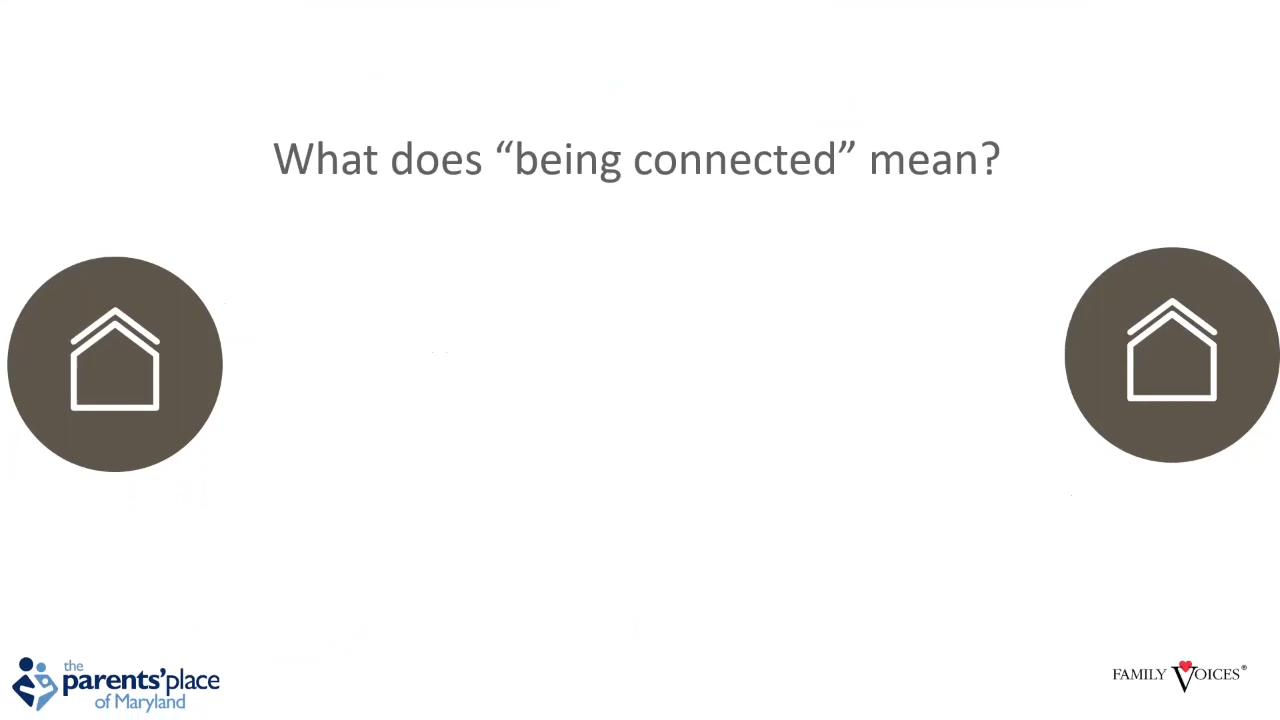 What does “being connected” mean?
the
parents’place
of Maryland
FAMILY VOICES®